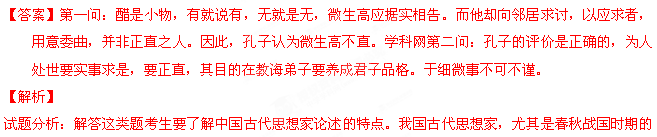 【答案】第一问：醋是小物，有就说有，无就是无，微生高应据实相告。而他却向邻居求讨，以应求者，
用意委曲，并非正直之人。因此，孔子认为微生高不直。学科网第二问：孔子的评价是正确的，为人
处世要实事求是，要正直，其目的在教诲弟子要养成君子品格。于细微事不可不谨。
【解析】
试题分析：解答这类题考生要了解中国古代思想家论述的特点。我国古代思想家，尤其是春秋战国时期的